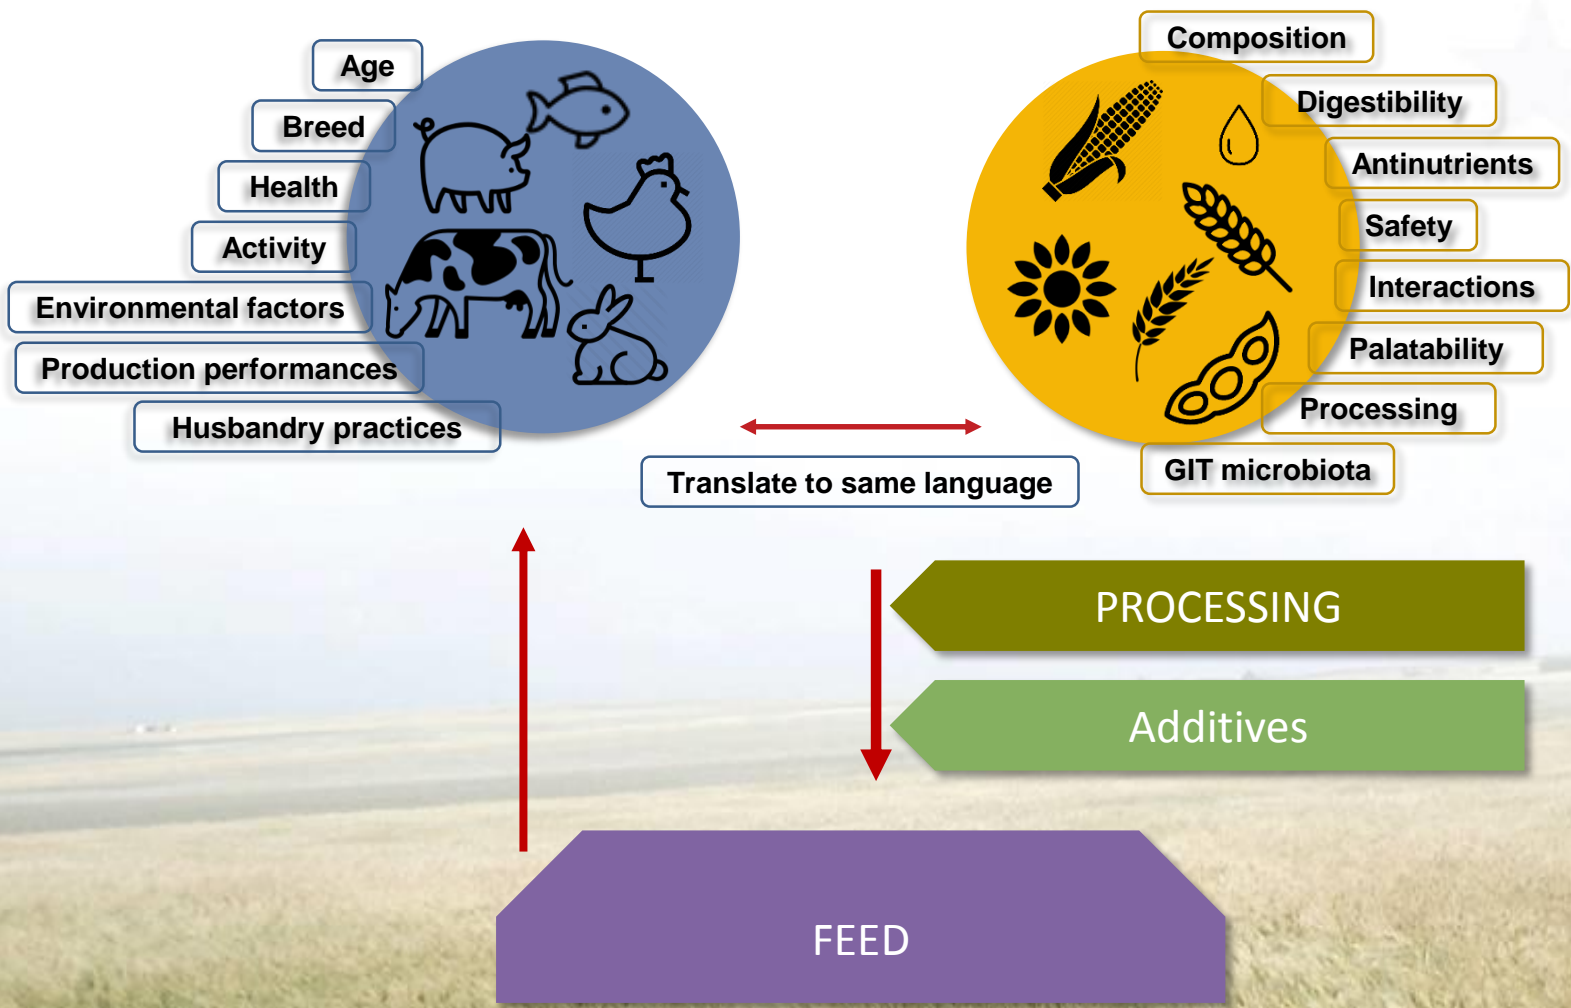 Age
Breed
Health
Activity
Environmental factors
Production performances
Husbandry practices
Composition
Digestibility
Antinutrients
Safety
Interactions
Palatability
Processing
GIT microbiota
Translate to same language
PROCESSING
Additives
FEED